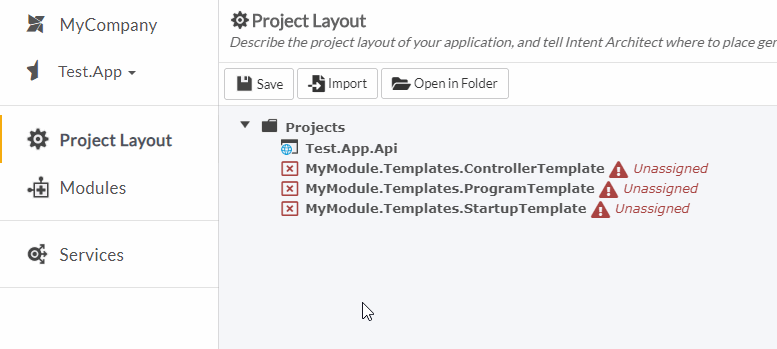 MyCompany
Test.App
Project Layout
Modules
Services
Project Layout
Describe the project layout of your application, and tell Intent Architect where to place
Save
Import
Open in Folder
Projects
Test.App.Api
MyModule.Templates.ControllerTemplate Unassigned
MyModule.Templates.ProgramTemplate Unassigned
MyModule.Templates.StartupTemplate Unassigned